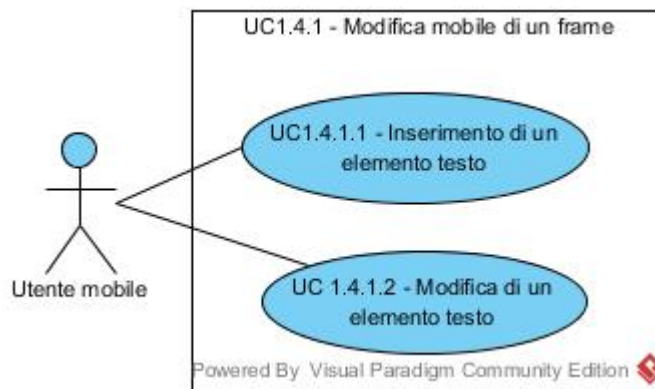 UC1.4.1 - Modifica mobile di un frame
UC1.4.1.1 - Inserimento di un
elemento testo
Utente mobile
UC 1.4.1.2 - Modifica di un
elemento testo
Powered By Visual Paradigm Community Edition